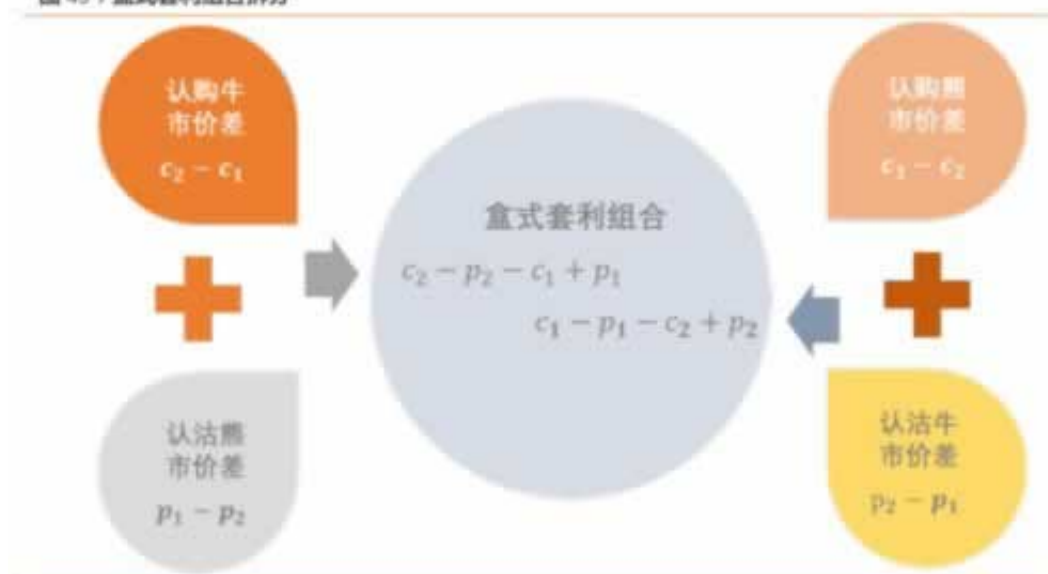 认购牛
市价差
c₂ − c₁
认沽熊
市价差
p₁ − p₂
盒式套利组合
c₂ − p₂ − c₁ + p₁
c₁ − p₁ − c₂ + p₂
认购熊
市价差
c₁ − c₂
认沽牛
市价差
p₂ − p₁